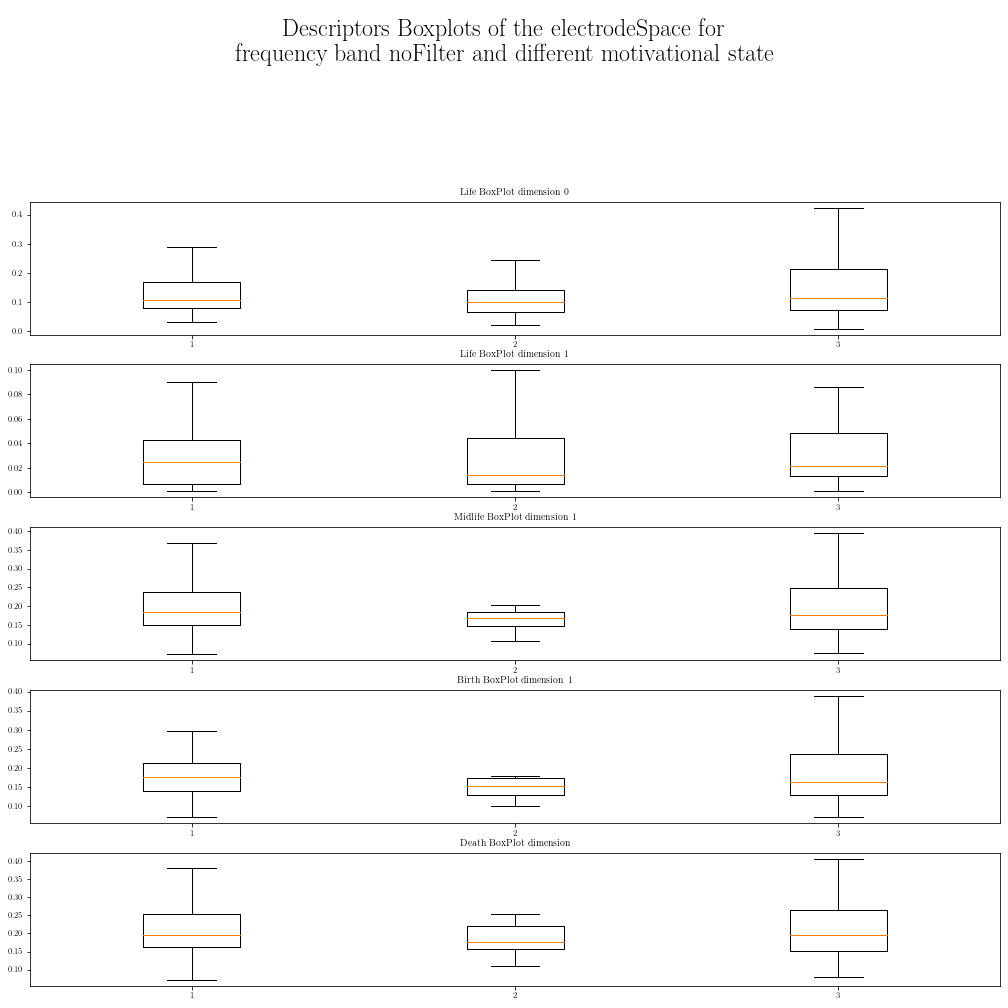 Descriptors Boxplots of the electrodeSpace for
frequency band noFilter and different motivational state
Life BoxPlot dimension 0
0.4
0.3
0.2
0.1
0.0
1 2 3
Life BoxPlot dimension 1
0.10
0.08
0.06
0.04
0.02
0.00
1 2 3
Midlife BoxPlot dimension 1
0.40
0.35
0.30
0.25
0.20
0.15
0.10
1 2 3
Birth BoxPlot dimension 1
0.40
0.35
0.30
0.25
0.20
0.15
0.10
1 2 3
Death BoxPlot dimension
0.40
0.35
0.30
0.25
0.20
0.15
0.10
1 2 3